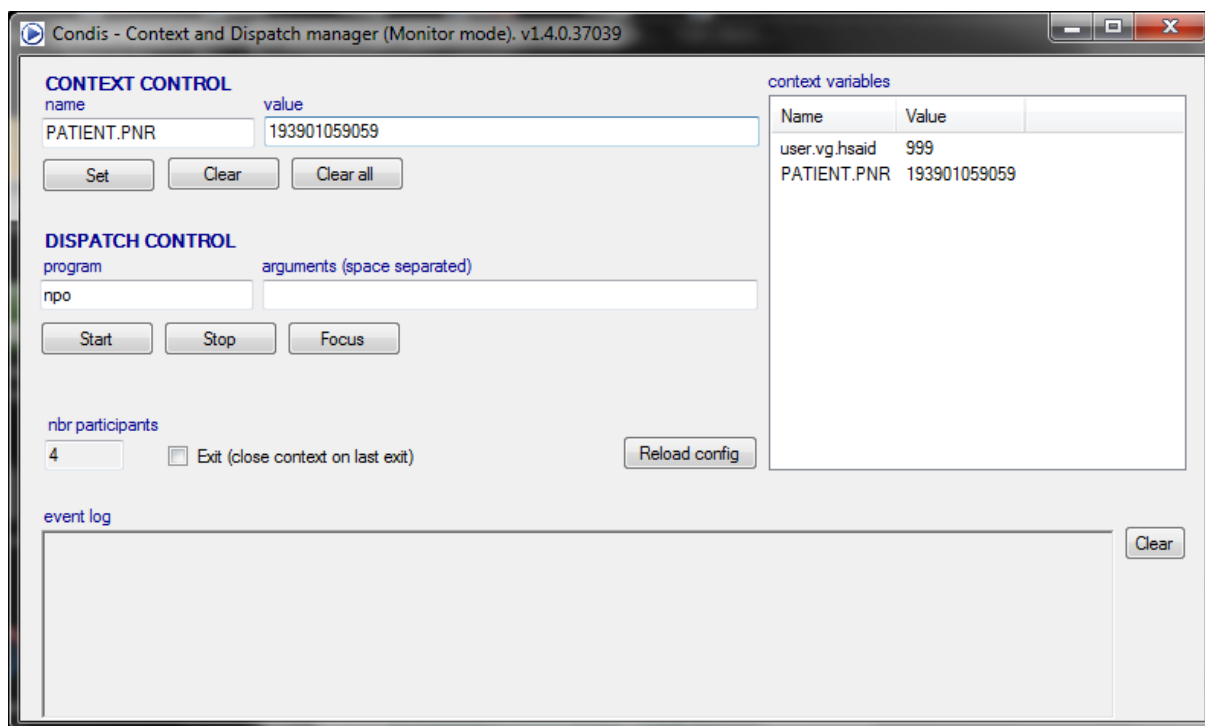 Condis - Context and Dispatch manager (Monitor mode). v1.4.0.37039
CONTEXT CONTROL
name value
PATIENT.PNR 193901059059
Set Clear Clear all
DISPATCH CONTROL
program arguments (space separated)
npo
Start Stop Focus
nbr participants
4 Exit (close context on last exit) Reload config
context variables
Name Value
user.vg.hsaid 999
PATIENT.PNR 193901059059
event log
Clear